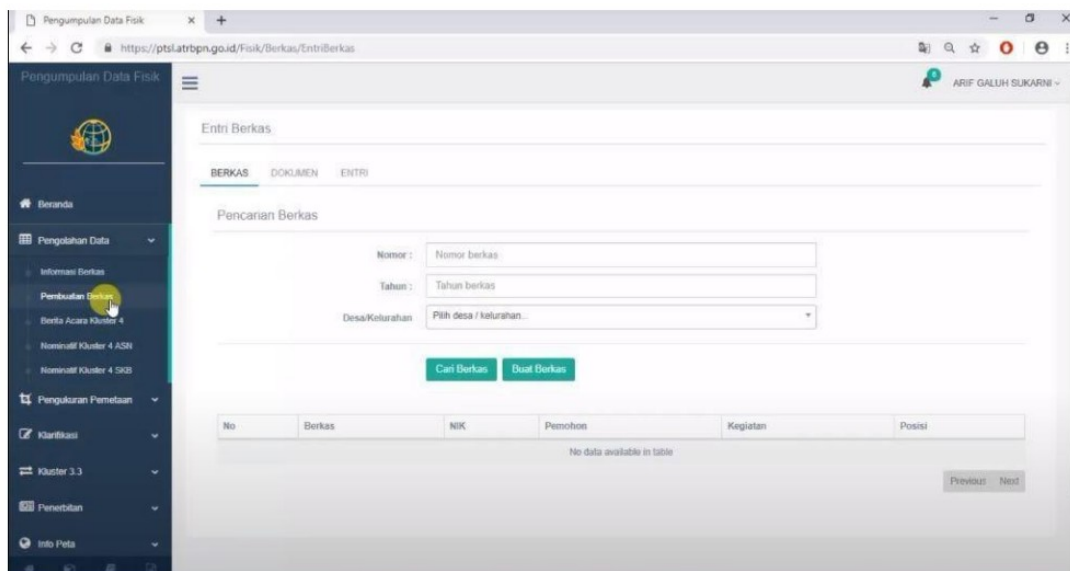 Pengumpulan Data Fisik
https://ptsl.atrbpn.go.id/Fisik/Berkas/EntriBerkas
Pengumpulan Data Fisik
6
ARIF GALUH SUKARNI
Beranda
Pengolahan Data
Informasi Berkas
Pembuatan Berkas
Berita Acara Kluster 4
Nominatif Kluster 4 ASN
Nominatif Kluster 4 SKB
Pengukuran Pemetaan
Klarifikasi
Kluster 3.3
Penerbitan
Info Peta
Entri Berkas
BERKAS DOKUMEN ENTRI
Pencarian Berkas
Nomor : Nomor berkas
Tahun : Tahun berkas
Desa/Kelurahan Pilih desa / kelurahan...
Cari Berkas Buat Berkas
No Berkas NIK Pemohon Kegiatan Posisi
No data available in table
Previous Next